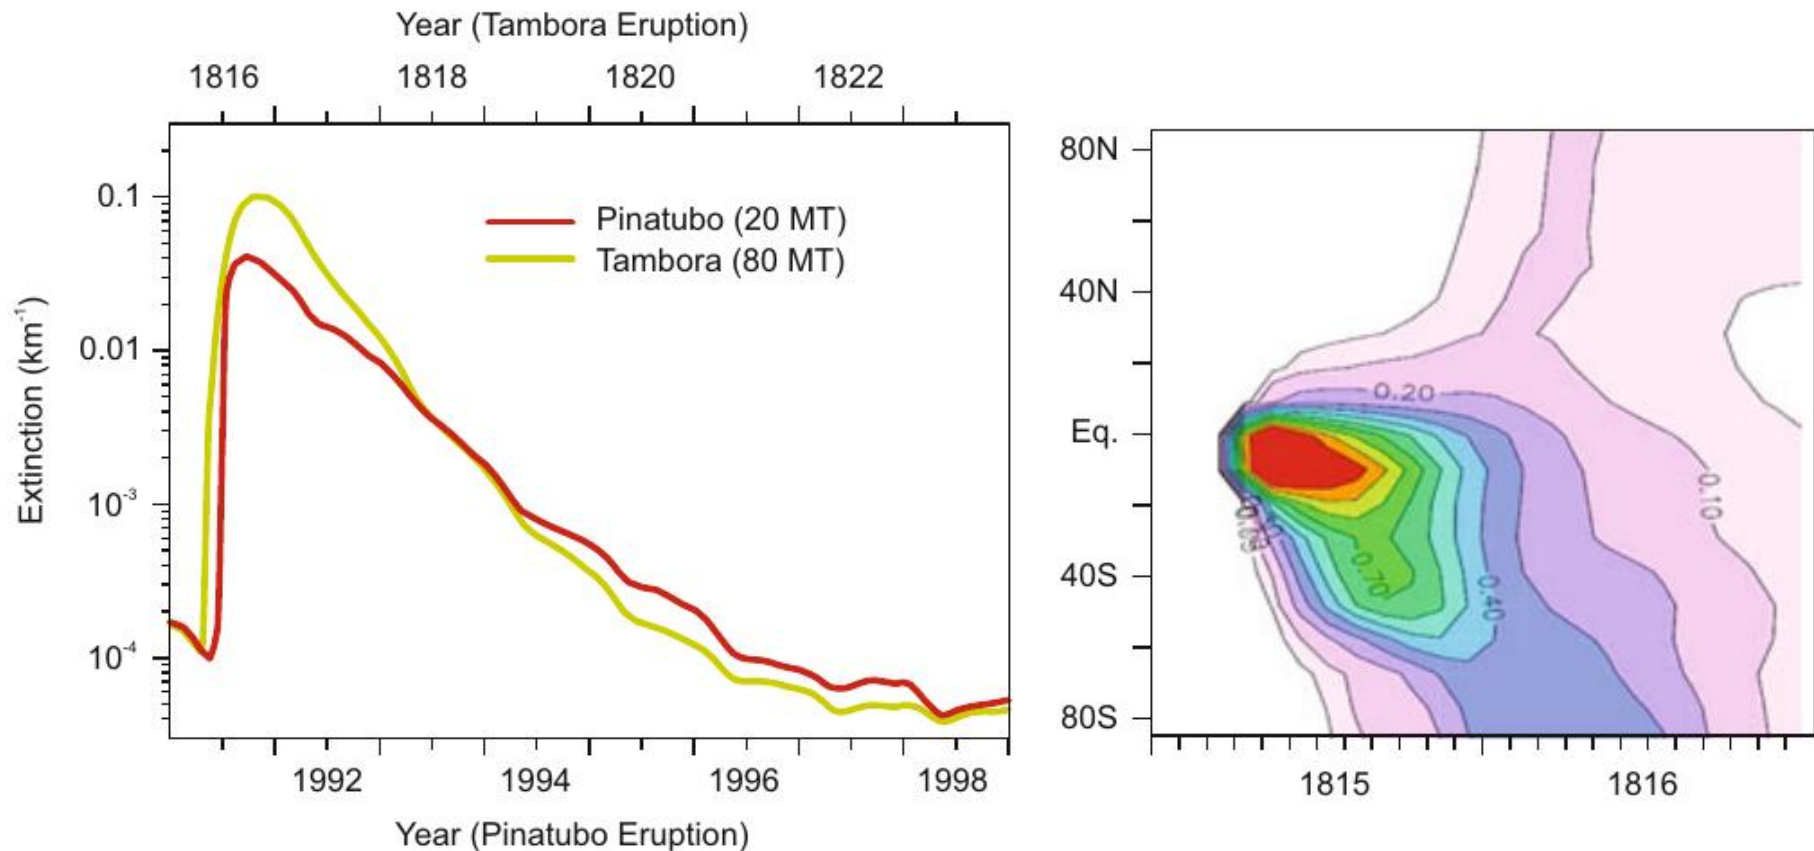 Year (Tambora Eruption)
1816 1818 1820 1822
Extinction (km⁻¹)
0.1
0.01
10⁻³
10⁻⁴
Pinatubo (20 MT)
Tambora (80 MT)
1992 1994 1996 1998
Year (Pinatubo Eruption)
80N
40N
Eq.
40S
80S
0.20
0.10
0.70
0.40
1815 1816